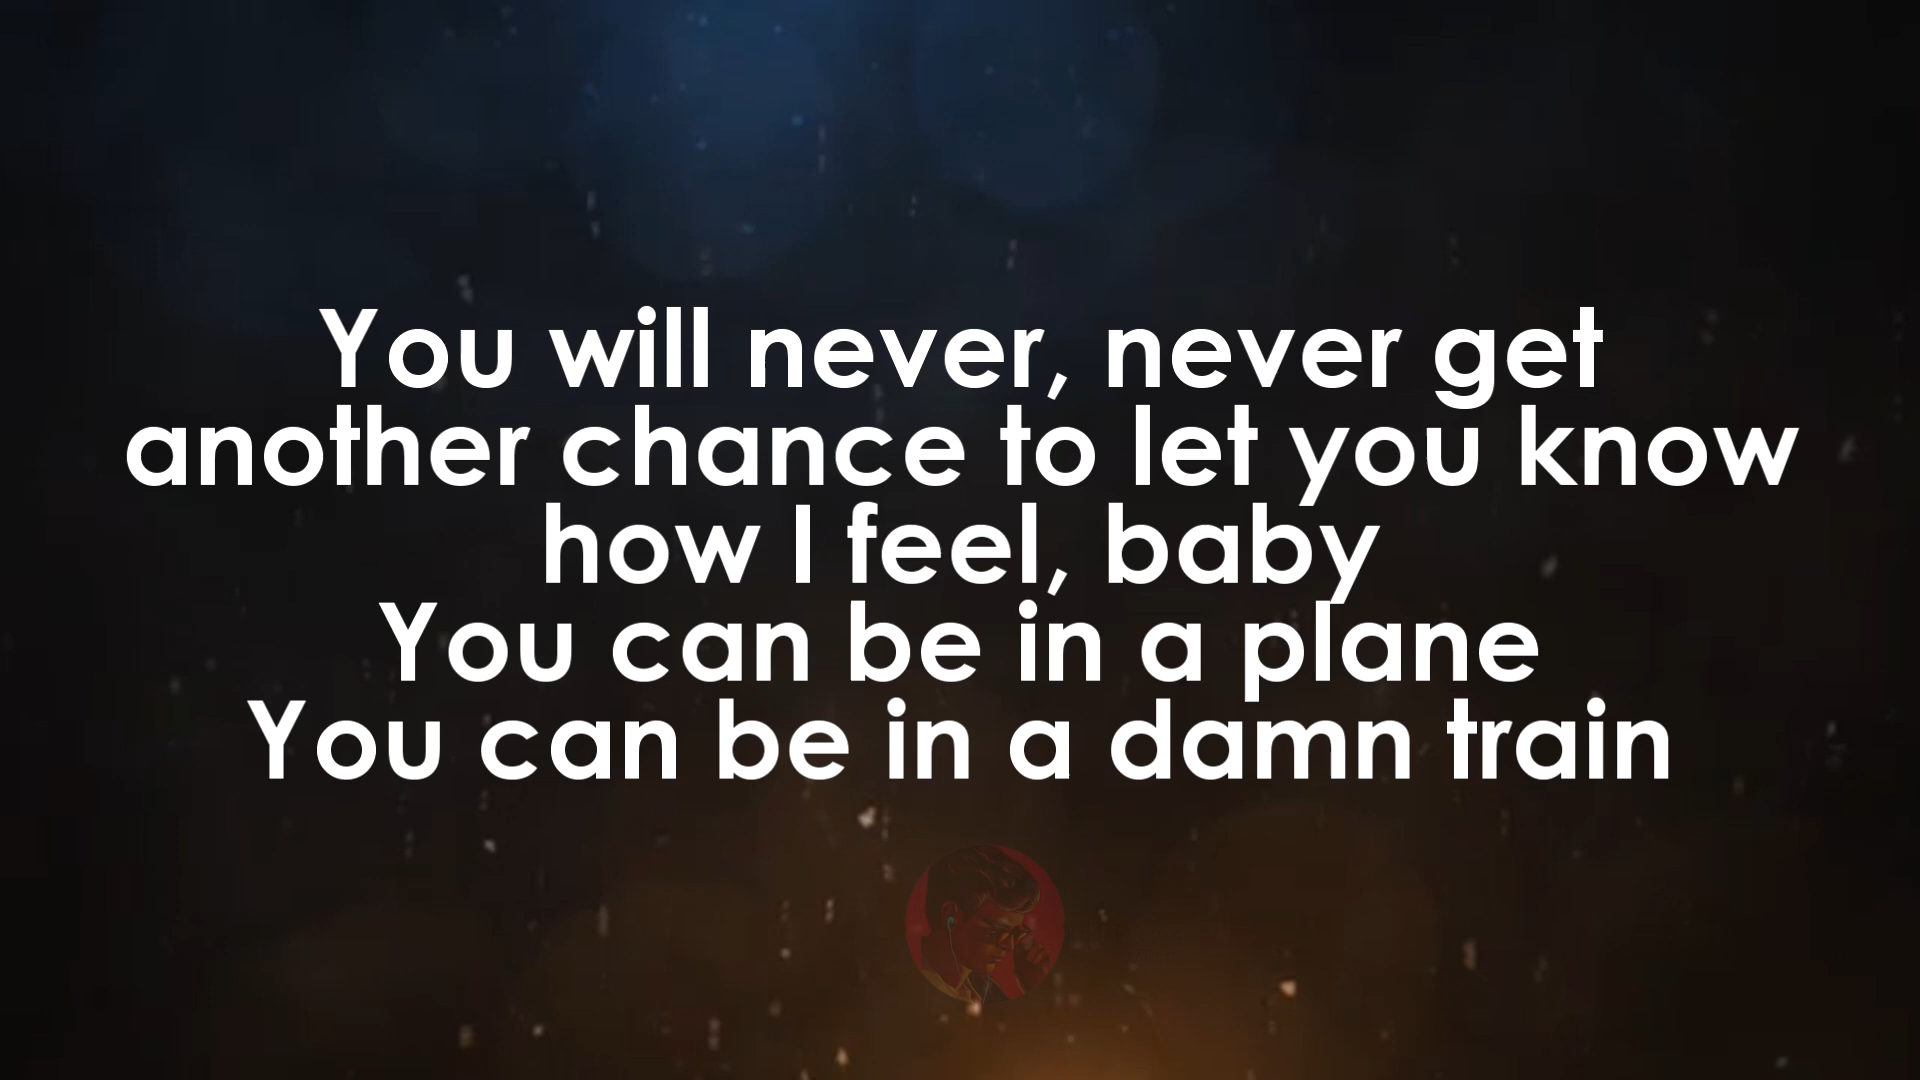 You will never, never get
another chance to let you know
how I feel, baby
You can be in a plane
You can be in a damn train